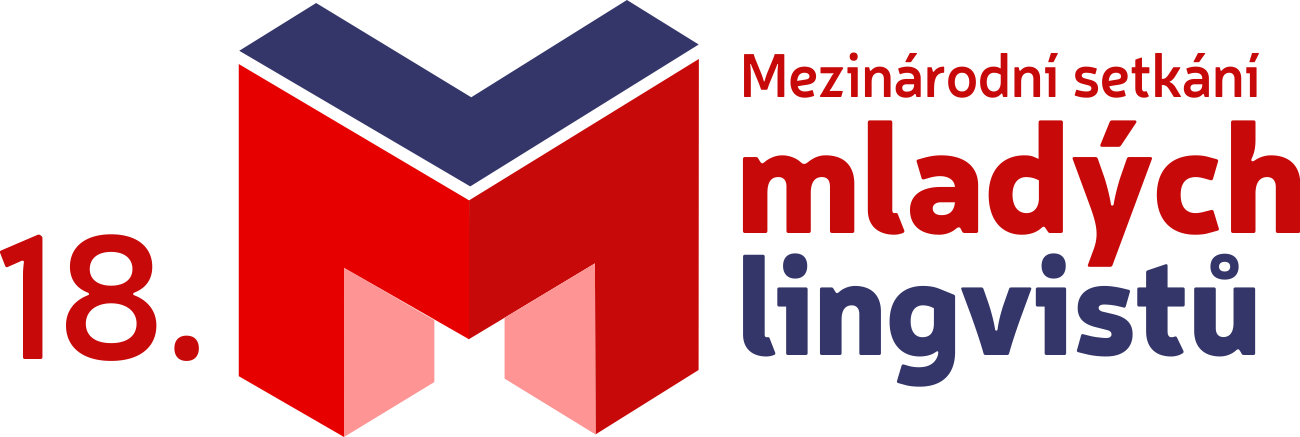 18.
Mezinárodní setkání
mladých
lingvistů